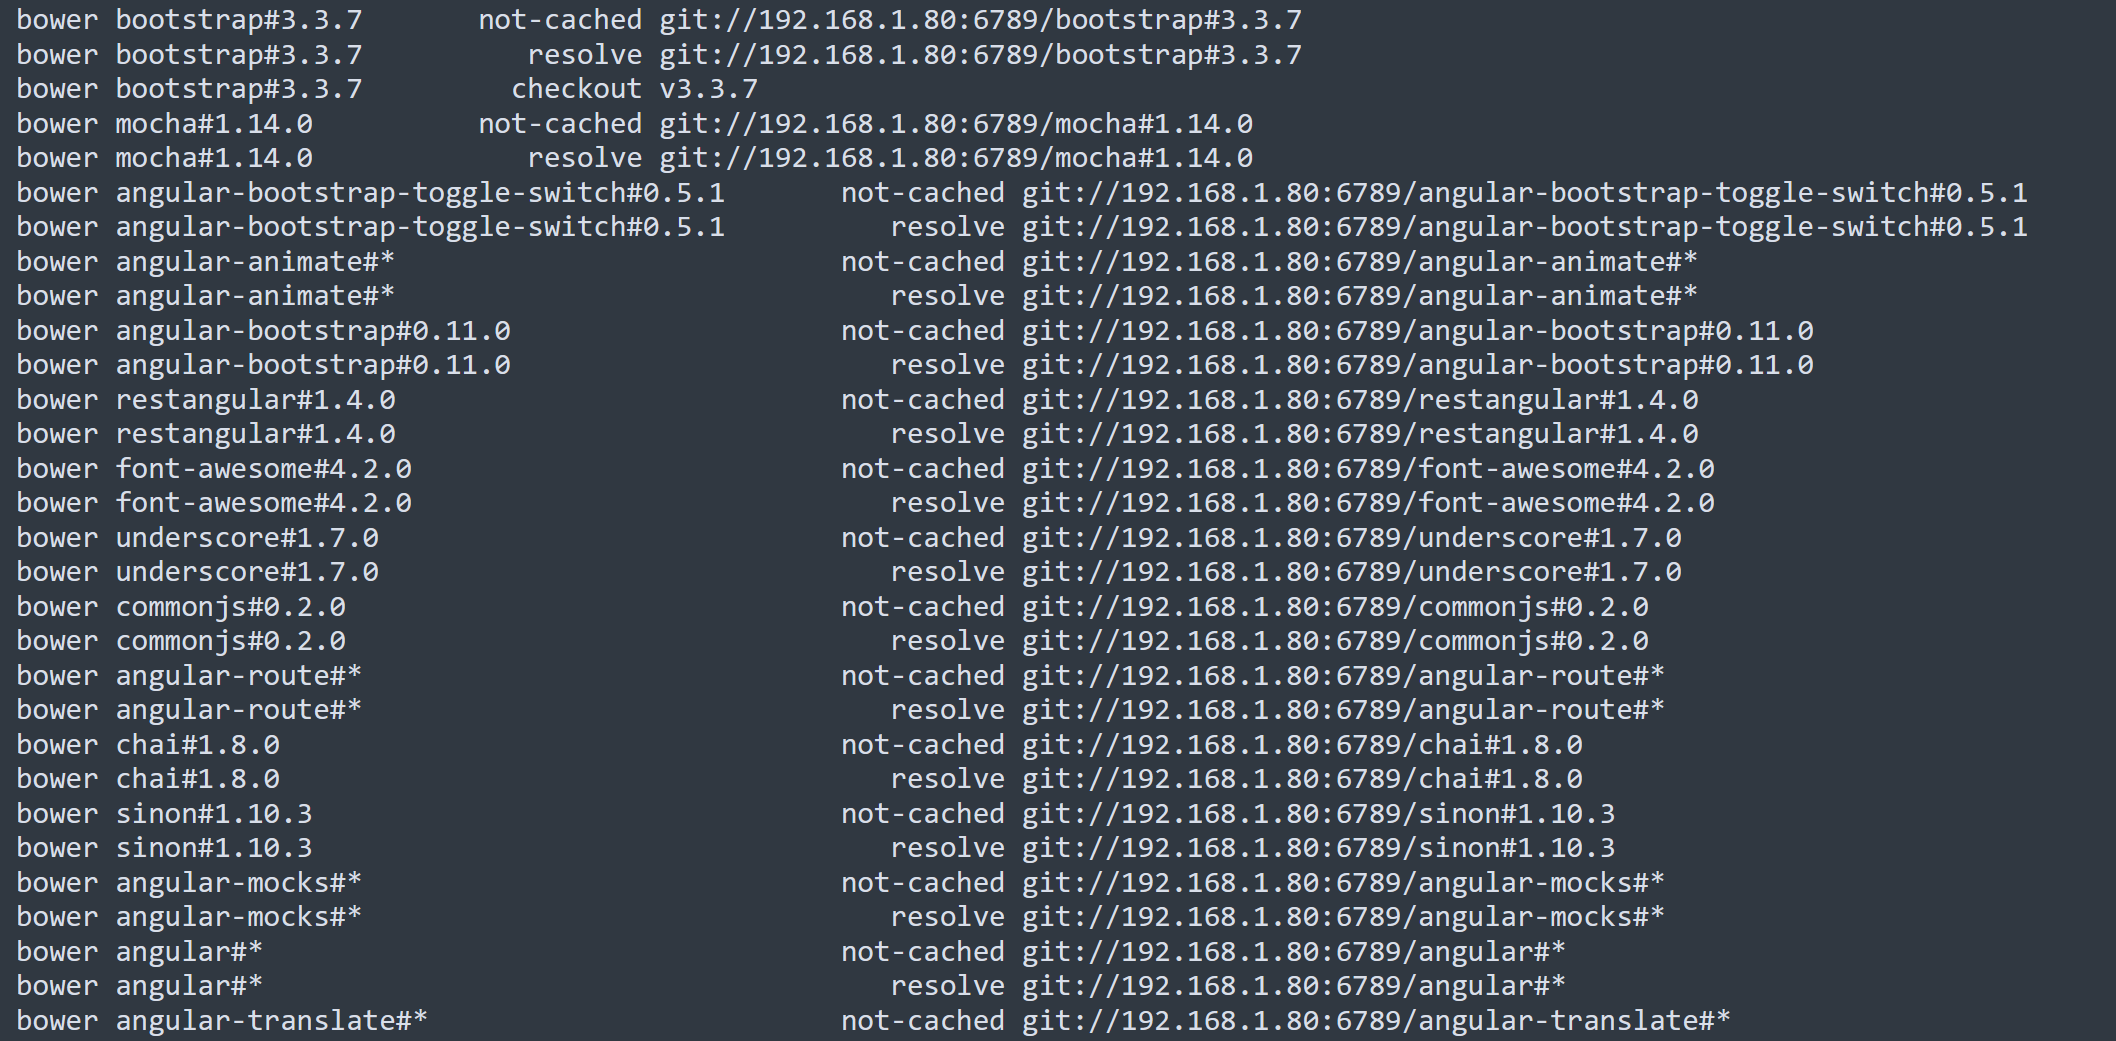 bower bootstrap#3.3.7       not-cached git://192.168.1.80:6789/bootstrap#3.3.7
bower bootstrap#3.3.7          resolve git://192.168.1.80:6789/bootstrap#3.3.7
bower bootstrap#3.3.7         checkout v3.3.7
bower mocha#1.14.0          not-cached git://192.168.1.80:6789/mocha#1.14.0
bower mocha#1.14.0             resolve git://192.168.1.80:6789/mocha#1.14.0
bower angular-bootstrap-toggle-switch#0.5.1       not-cached git://192.168.1.80:6789/angular-bootstrap-toggle-switch#0.5.1
bower angular-bootstrap-toggle-switch#0.5.1          resolve git://192.168.1.80:6789/angular-bootstrap-toggle-switch#0.5.1
bower angular-animate#*                           not-cached git://192.168.1.80:6789/angular-animate#*
bower angular-animate#*                              resolve git://192.168.1.80:6789/angular-animate#*
bower angular-bootstrap#0.11.0                    not-cached git://192.168.1.80:6789/angular-bootstrap#0.11.0
bower angular-bootstrap#0.11.0                       resolve git://192.168.1.80:6789/angular-bootstrap#0.11.0
bower restangular#1.4.0                           not-cached git://192.168.1.80:6789/restangular#1.4.0
bower restangular#1.4.0                              resolve git://192.168.1.80:6789/restangular#1.4.0
bower font-awesome#4.2.0                          not-cached git://192.168.1.80:6789/font-awesome#4.2.0
bower font-awesome#4.2.0                             resolve git://192.168.1.80:6789/font-awesome#4.2.0
bower underscore#1.7.0                            not-cached git://192.168.1.80:6789/underscore#1.7.0
bower underscore#1.7.0                               resolve git://192.168.1.80:6789/underscore#1.7.0
bower commonjs#0.2.0                              not-cached git://192.168.1.80:6789/commonjs#0.2.0
bower commonjs#0.2.0                                 resolve git://192.168.1.80:6789/commonjs#0.2.0
bower angular-route#*                             not-cached git://192.168.1.80:6789/angular-route#*
bower angular-route#*                                resolve git://192.168.1.80:6789/angular-route#*
bower chai#1.8.0                                  not-cached git://192.168.1.80:6789/chai#1.8.0
bower chai#1.8.0                                     resolve git://192.168.1.80:6789/chai#1.8.0
bower sinon#1.10.3                                not-cached git://192.168.1.80:6789/sinon#1.10.3
bower sinon#1.10.3                                   resolve git://192.168.1.80:6789/sinon#1.10.3
bower angular-mocks#*                             not-cached git://192.168.1.80:6789/angular-mocks#*
bower angular-mocks#*                                resolve git://192.168.1.80:6789/angular-mocks#*
bower angular#*                                   not-cached git://192.168.1.80:6789/angular#*
bower angular#*                                      resolve git://192.168.1.80:6789/angular#*
bower angular-translate#*                         not-cached git://192.168.1.80:6789/angular-translate#*